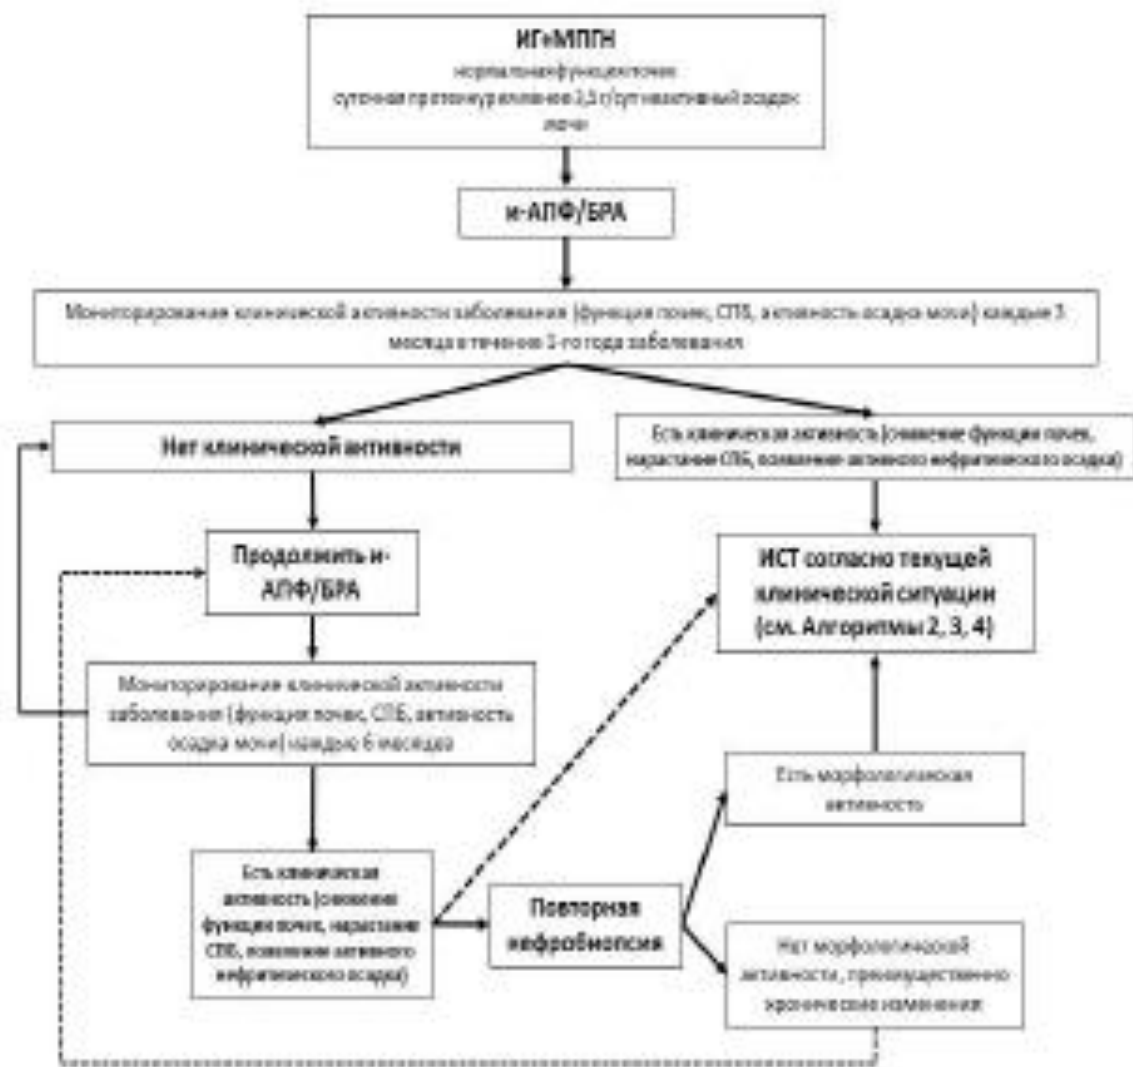 ИГ+МПГН
нормальная функция почек
суточная протеинурия менее 3,5 г/сут неактивный осадок
мочи
и-АПФ/БРА
Мониторирование клинической активности заболевания (функция почек, СПБ, активность осадка мочи) каждые 3
месяца в течение 1-го года заболевания
Нет клинической активности
Есть клиническая активность (снижение функции почек,
нарастание СПБ, появление активного нефритического осадка)
Продолжить и-
АПФ/БРА
ИСТ согласно текущей
клинической ситуации
(см. Алгоритмы 2, 3, 4)
Мониторирование клинической активности
заболевания (функция почек, СПБ, активность
осадка мочи) каждые 6 месяцев
Есть морфологическая
активность
Есть клиническая
активность (снижения
функции почек, нарастание
СПБ, появление активного
нефритического осадка)
Повторная
нефробиопсия
Нет морфологической
активности, преимущественно
хронические изменения